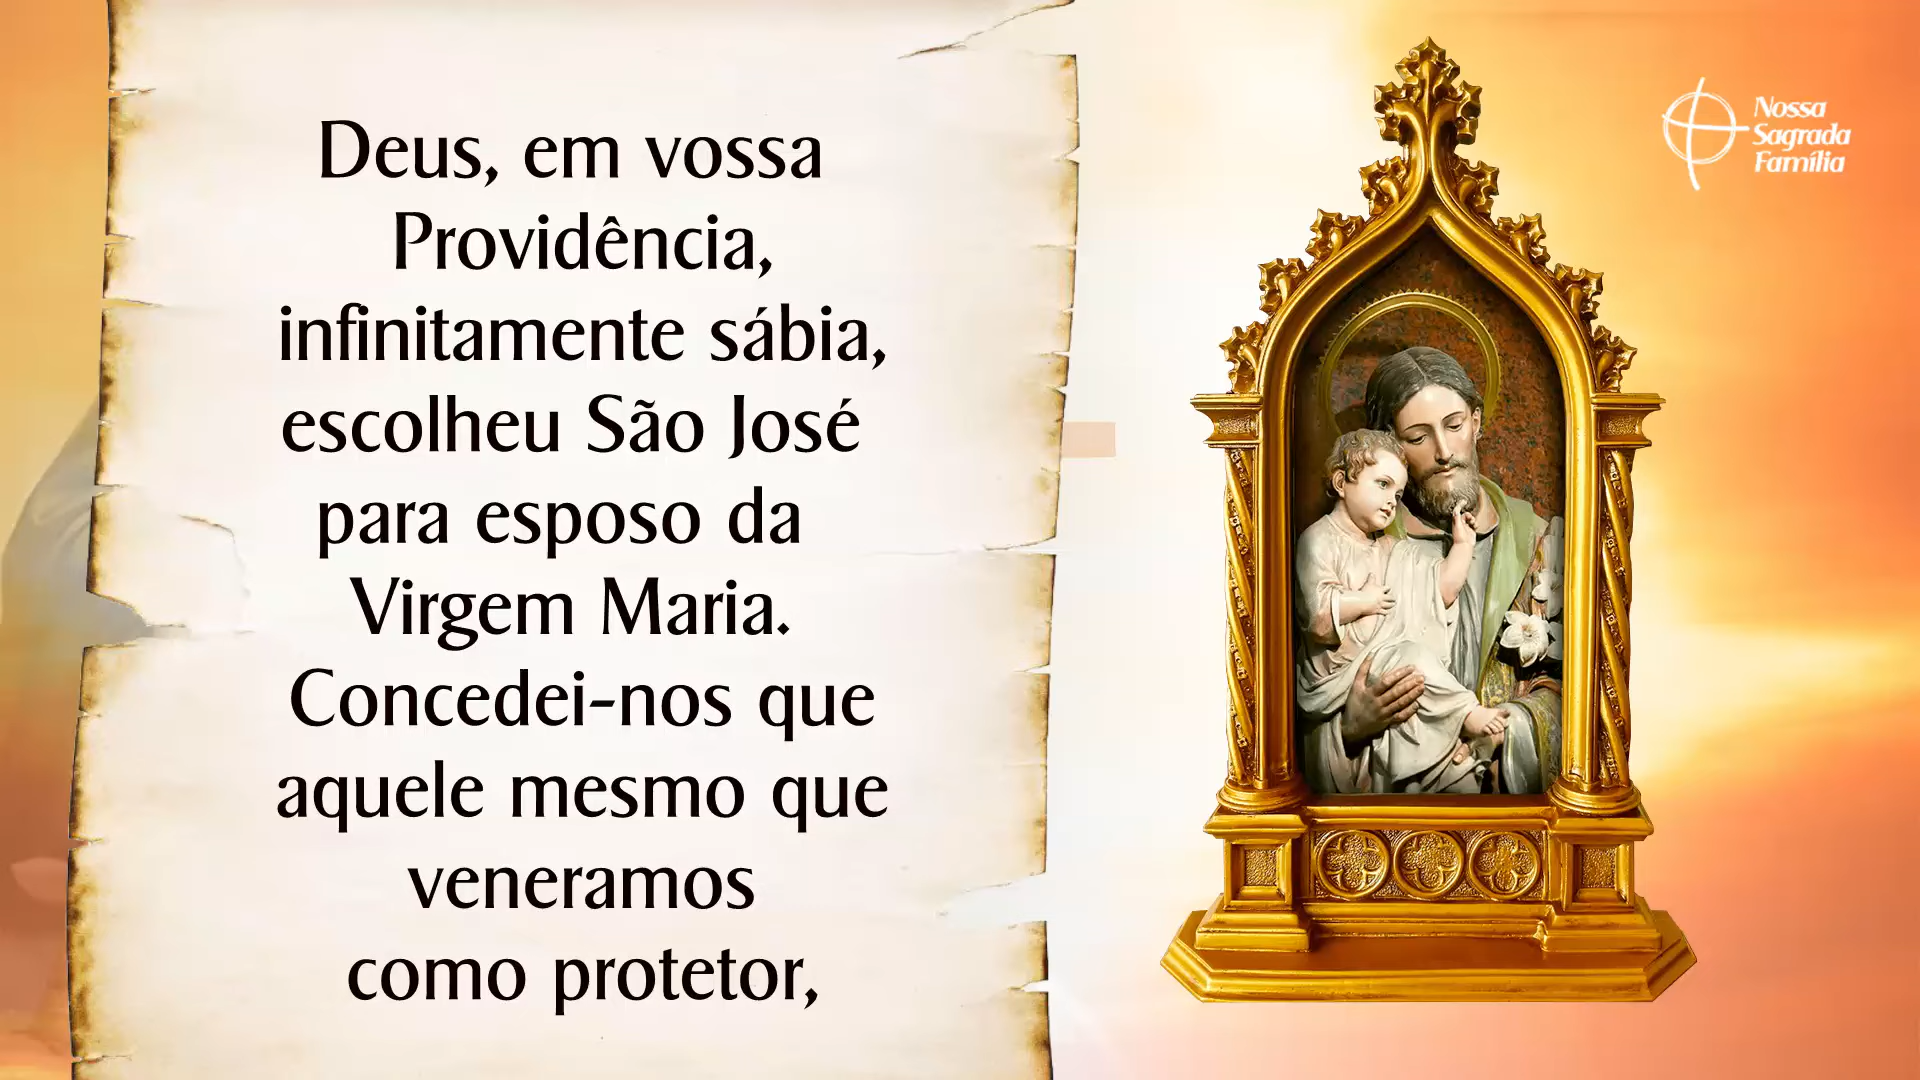 Deus, em vossa
Providência,
infinitamente sábia,
escolheu São José
para esposo da
Virgem Maria.
Concedei-nos que
aquele mesmo que
veneramos
como protetor,
Nossa
Sagrada
Família